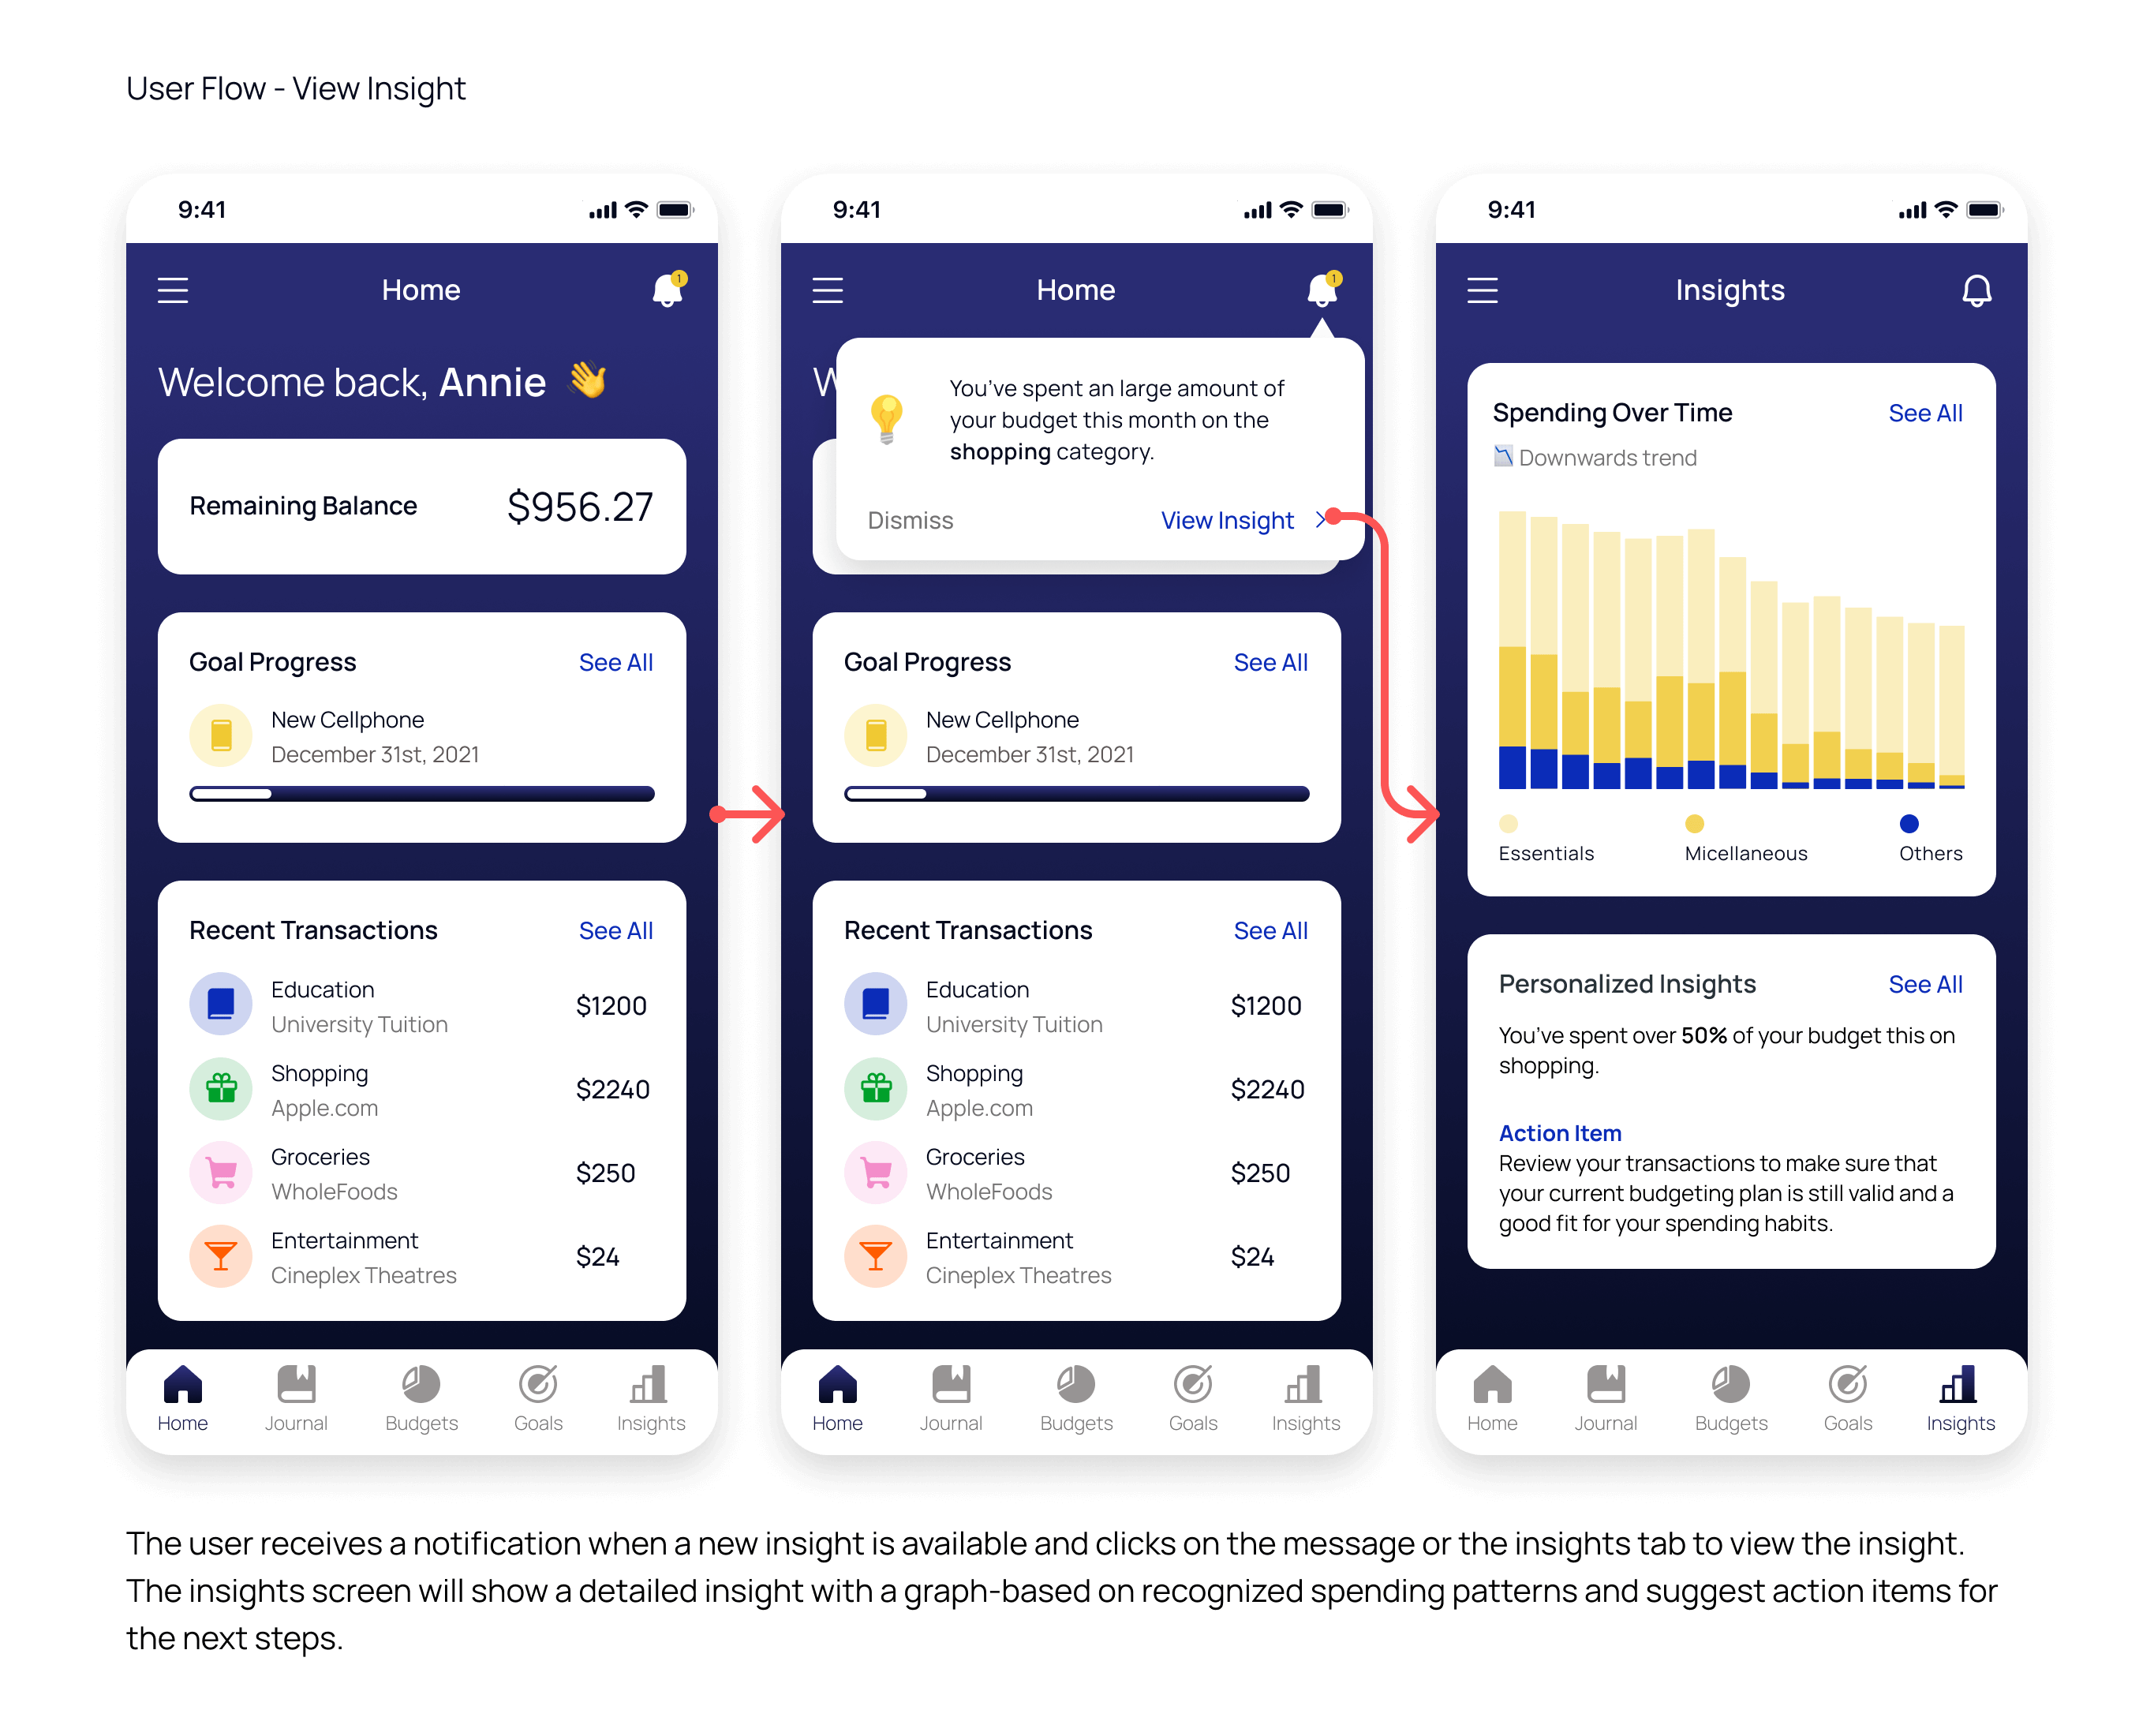 User Flow - View Insight
9:41
Home
1
Welcome back, Annie
Remaining Balance
$956.27
Goal Progress
See All
New Cellphone
December 31st, 2021
Recent Transactions
See All
Education
University Tuition
$1200
Shopping
Apple.com
$2240
Groceries
WholeFoods
$250
Entertainment
Cineplex Theatres
$24
Home
Journal
Budgets
Goals
Insights
9:41
Home
1
W
You've spent an large amount of
your budget this month on the
shopping category.
Dismiss
View Insight
Goal Progress
See All
New Cellphone
December 31st, 2021
Recent Transactions
See All
Education
University Tuition
$1200
Shopping
Apple.com
$2240
Groceries
WholeFoods
$250
Entertainment
Cineplex Theatres
$24
Home
Journal
Budgets
Goals
Insights
9:41
Insights
Spending Over Time
See All
Downwards trend
Essentials
Micellaneous
Others
Personalized Insights
See All
You've spent over 50% of your budget this on
shopping.
Action Item
Review your transactions to make sure that
your current budgeting plan is still valid and a
good fit for your spending habits.
Home
Journal
Budgets
Goals
Insights
The user receives a notification when a new insight is available and clicks on the message or the insights tab to view the insight.
The insights screen will show a detailed insight with a graph-based on recognized spending patterns and suggest action items for
the next steps.